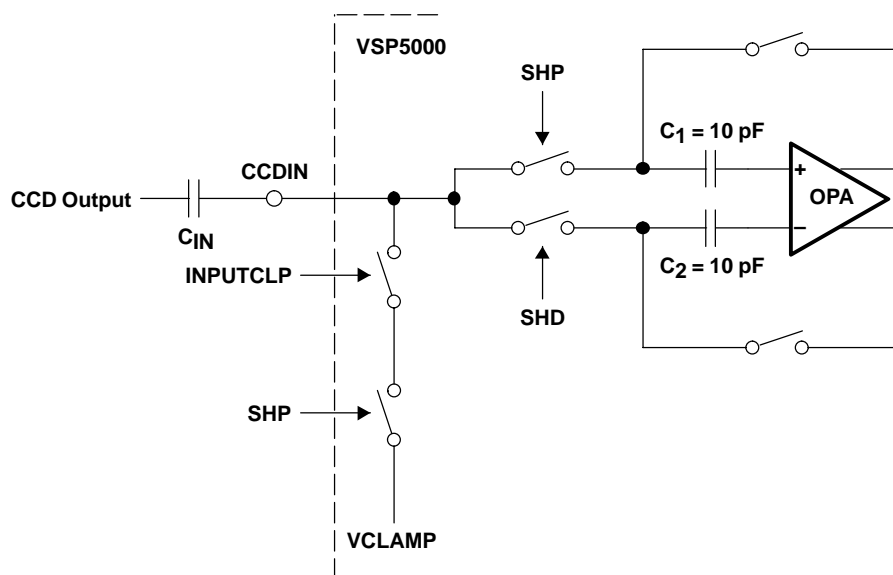 VSP5000
SHP
C1 = 10 pF
CCDIN
CCD Output
+
OPA
CIN
−
INPUTCLP
C2 = 10 pF
SHD
SHP
VCLAMP